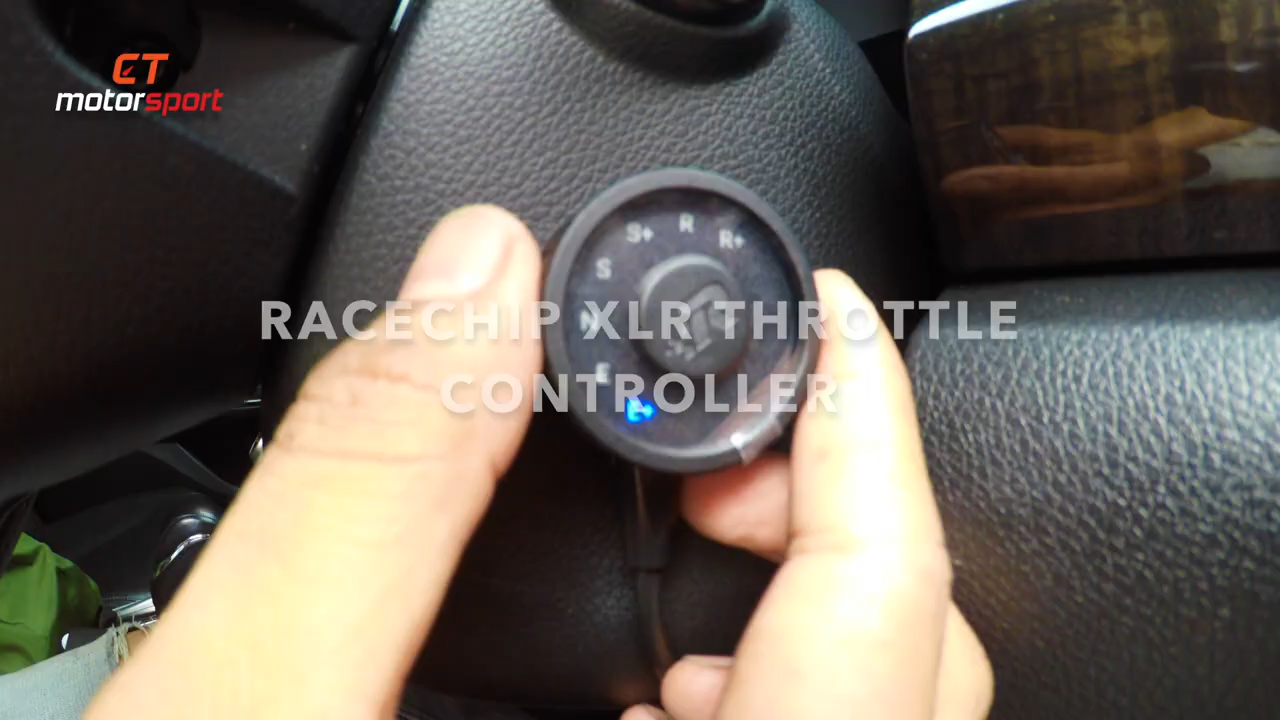 CT
motorsport
S+ R R+
S
RACECHIP XLR THROTTLE
N
E
CONTROLLER